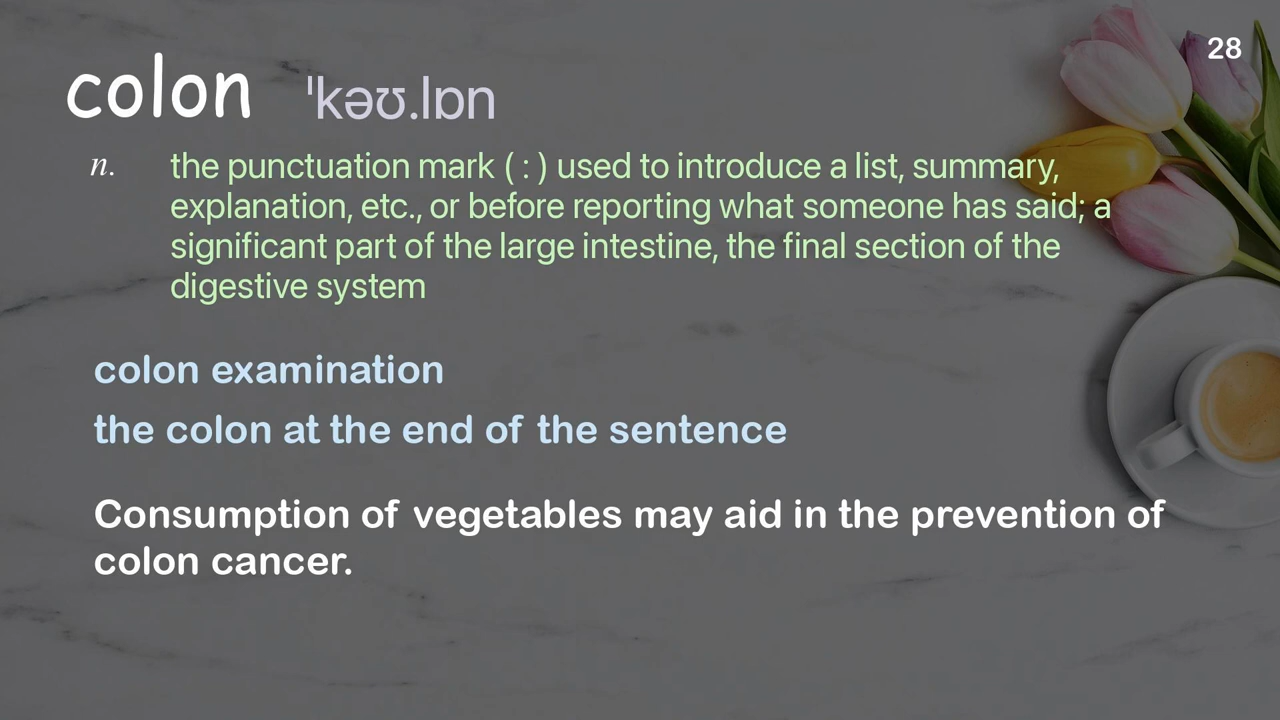 28
colon ˈkəʊ.lɒn
n. the punctuation mark ( : ) used to introduce a list, summary,
explanation, etc., or before reporting what someone has said; a
significant part of the large intestine, the final section of the
digestive system
colon examination
the colon at the end of the sentence
Consumption of vegetables may aid in the prevention of
colon cancer.